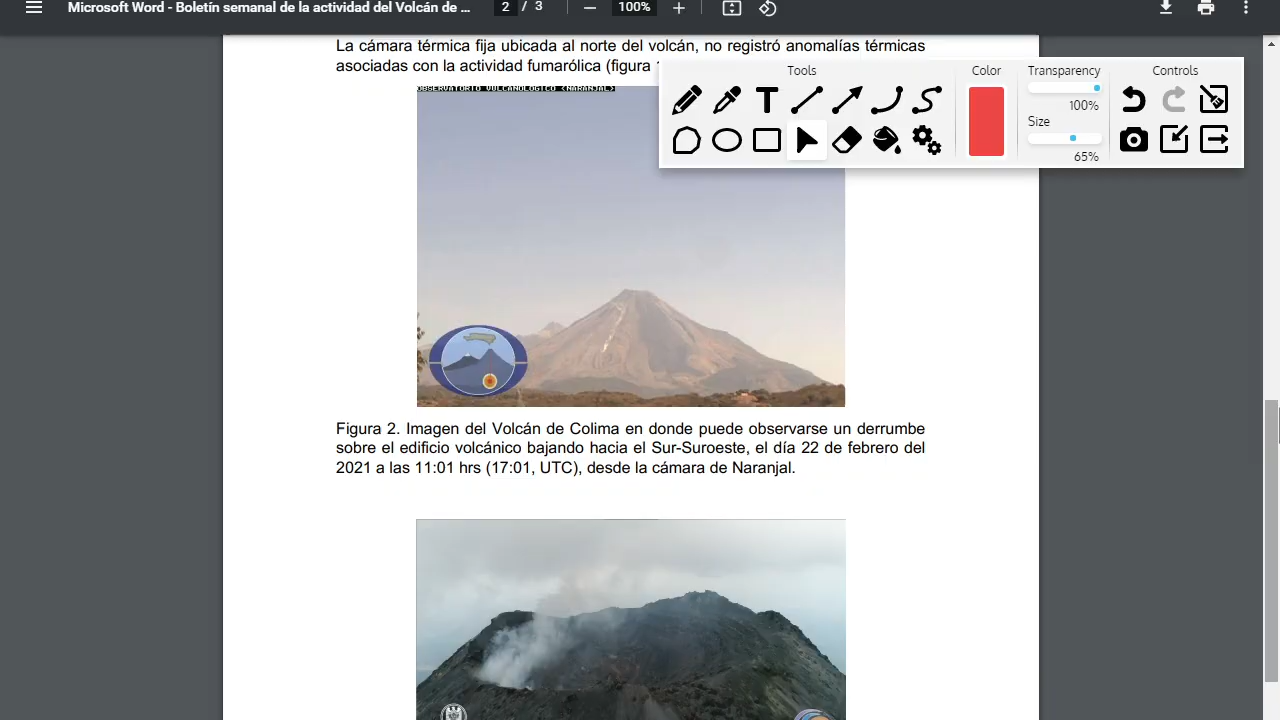 Microsoft Word - Boletín semanal de la actividad del Volcán de ...
2 / 3
100%
La cámara térmica fija ubicada al norte del volcán, no registró anomalías térmicas
asociadas con la actividad fumarólica (figura
Tools
Color
Transparency
100%
Size
65%
Controls
OBSERVATORIO VULCANOLOGICO <NARANJAL>
Figura 2. Imagen del Volcán de Colima en donde puede observarse un derrumbe
sobre el edificio volcánico bajando hacia el Sur-Suroeste, el día 22 de febrero del
2021 a las 11:01 hrs (17:01, UTC), desde la cámara de Naranjal.